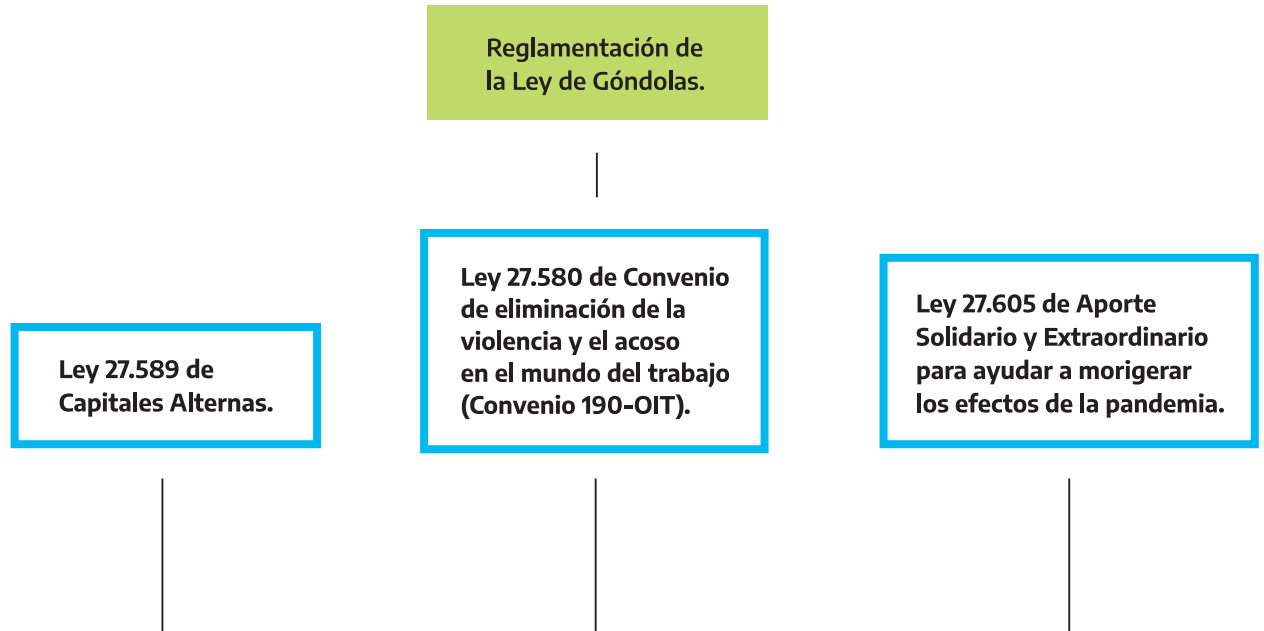 Reglamentación de
la Ley de Góndolas.
Ley 27.589 de
Capitales Alternas.
Ley 27.580 de Convenio
de eliminación de la
violencia y el acoso
en el mundo del trabajo
(Convenio 190-OIT).
Ley 27.605 de Aporte
Solidario y Extraordinario
para ayudar a morigerar
los efectos de la pandemia.